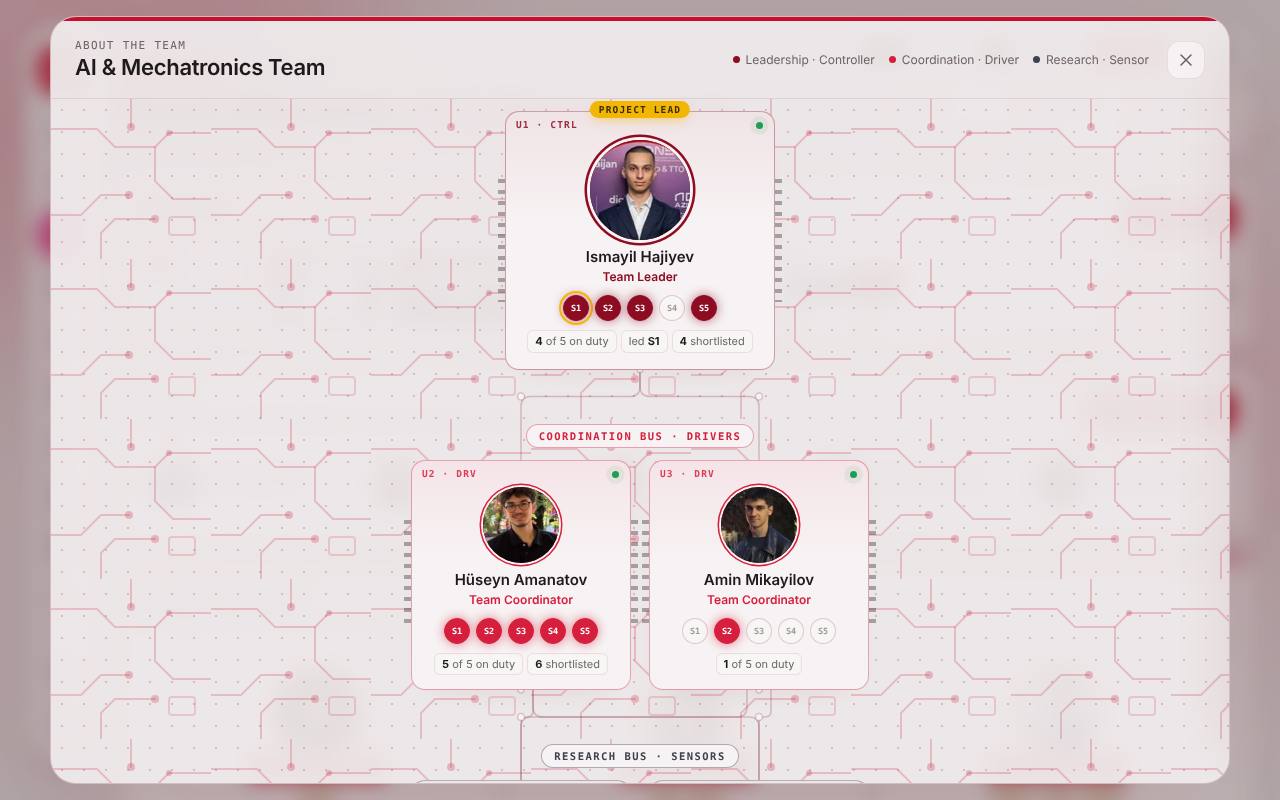 ABOUT THE TEAM
AI & Mechatronics Team
Leadership · Controller
Coordination · Driver
Research · Sensor
PROJECT LEAD
U1 · CTRL
Ismayil Hajiyev
Team Leader
S1 S2 S3 S4 S5
4 of 5 on duty
led S1
4 shortlisted
COORDINATION BUS · DRIVERS
U2 · DRV
Hüseyn Amanatov
Team Coordinator
S1 S2 S3 S4 S5
5 of 5 on duty
6 shortlisted
U3 · DRV
Amin Mikayilov
Team Coordinator
S1 S2 S3 S4 S5
1 of 5 on duty
RESEARCH BUS · SENSORS